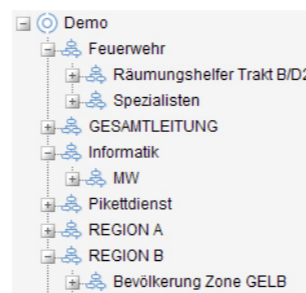 Demo
Feuerwehr
Räumungshelfer Trakt B/D2
Spezialisten
GESAMTLEITUNG
Informatik
MW
Pikettdienst
REGION A
REGION B
Bevölkerung Zone GELB